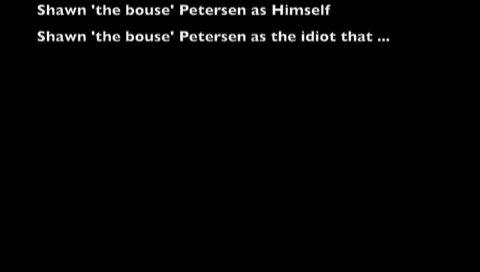 Shawn 'the bouse' Petersen as Himself
Shawn 'the bouse' Petersen as the idiot that ...